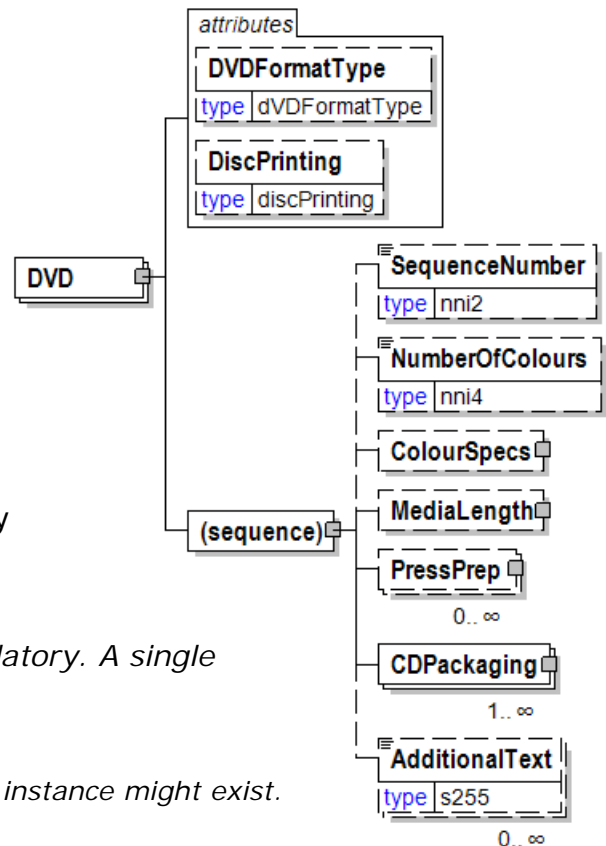 attributes
DVDFormatType
type dVDFormatType
DiscPrinting
type discPrinting
DVD
SequenceNumber
type nni2
NumberOfColours
type nni4
ColourSpecs
y
MediaLength
(sequence)
PressPrep
0.. ∞
latory. A single
CDPackaging
1.. ∞
AdditionalText
instance might exist.
type s255
0.. ∞